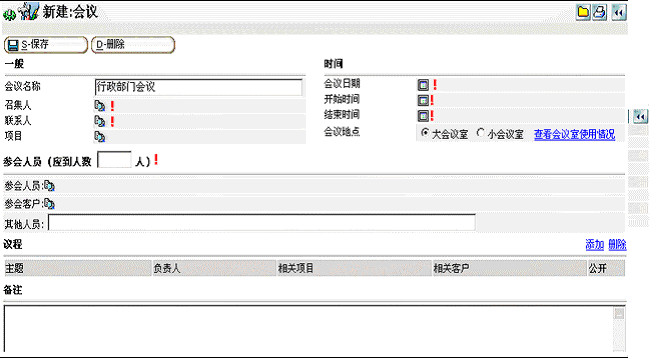 新建:会议
S-保存 D-删除
一般 时间
会议名称 行政部门会议 会议日期 !
召集人 ! 开始时间 !
联系人 ! 结束时间 !
项目 会议地点 大会议室 小会议室 查看会议室使用情况
参会人员（应到人数 人）!
参会人员:
参会客户:
其他人员:
议程 添加 删除
主题 负责人 相关项目 相关客户 公开
备注